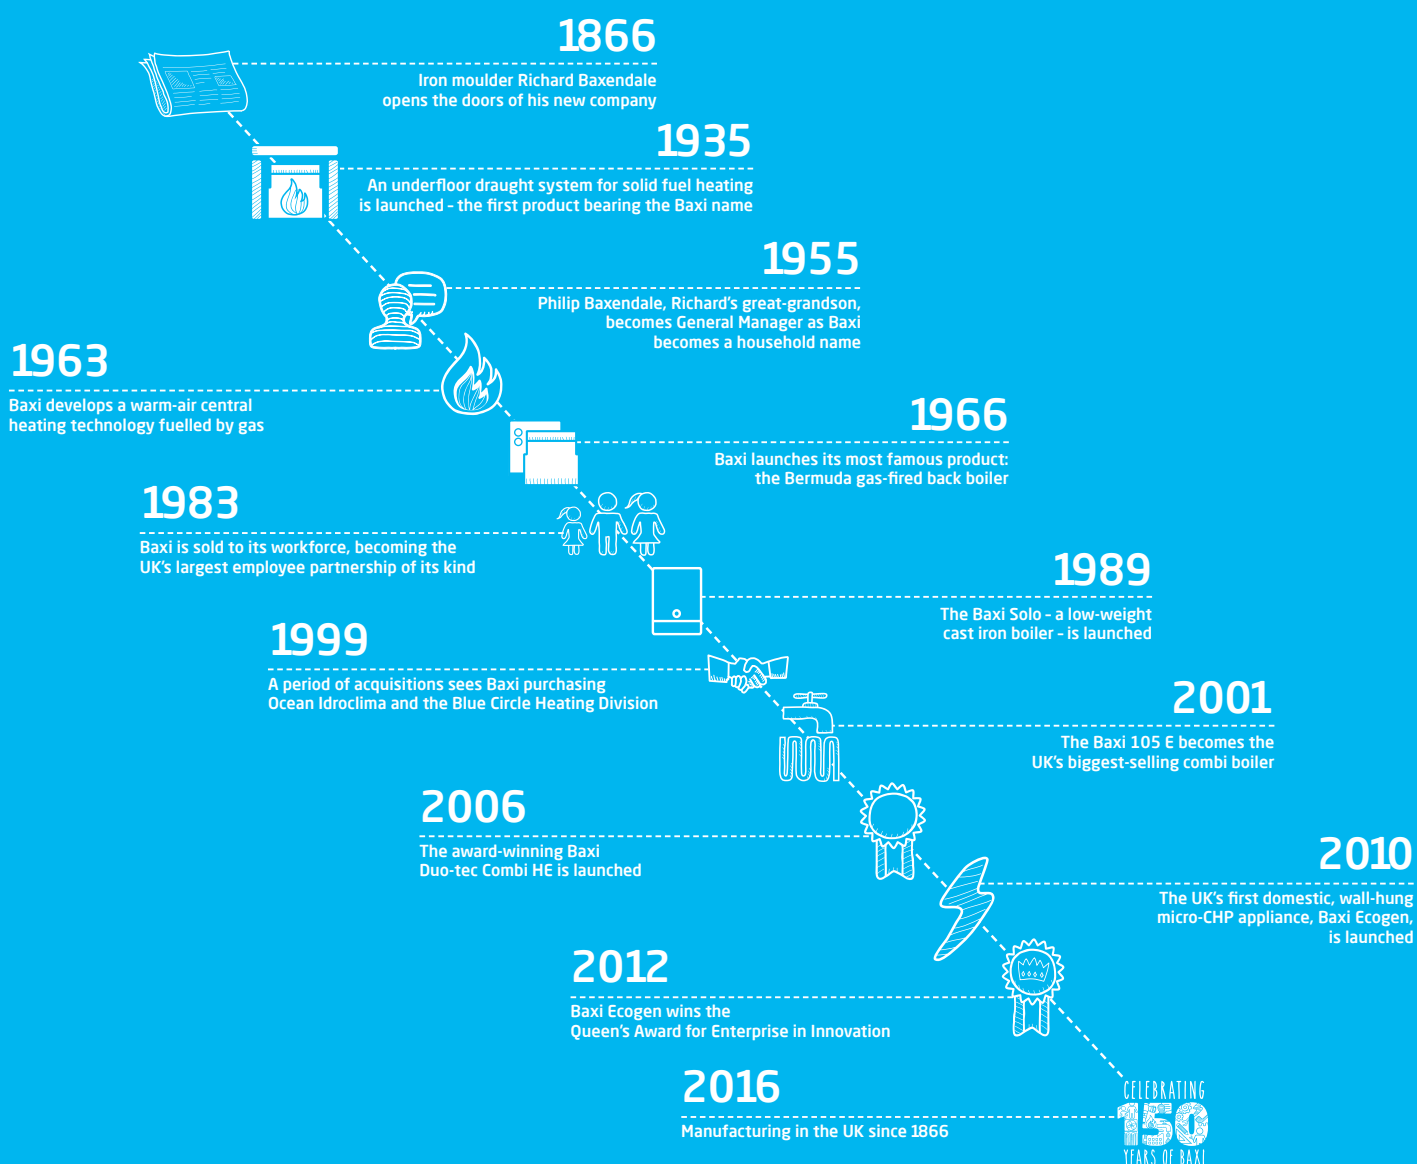 1866
Iron moulder Richard Baxendale
opens the doors of his new company
1935
An underfloor draught system for solid fuel heating
is launched – the first product bearing the Baxi name
1955
Philip Baxendale, Richard's great-grandson,
becomes General Manager as Baxi
becomes a household name
1963
Baxi develops a warm-air central
heating technology fuelled by gas
1966
Baxi launches its most famous product:
the Bermuda gas-fired back boiler
1983
Baxi is sold to its workforce, becoming the
UK's largest employee partnership of its kind
1989
The Baxi Solo – a low-weight
cast iron boiler – is launched
1999
A period of acquisitions sees Baxi purchasing
Ocean Idroclima and the Blue Circle Heating Division
2001
The Baxi 105 E becomes the
UK's biggest-selling combi boiler
2006
The award-winning Baxi
Duo-tec Combi HE is launched
2010
The UK's first domestic, wall-hung
micro-CHP appliance, Baxi Ecogen,
is launched
2012
Baxi Ecogen wins the
Queen's Award for Enterprise in Innovation
2016
Manufacturing in the UK since 1866
CELEBRATING
150
YEARS OF BAXI